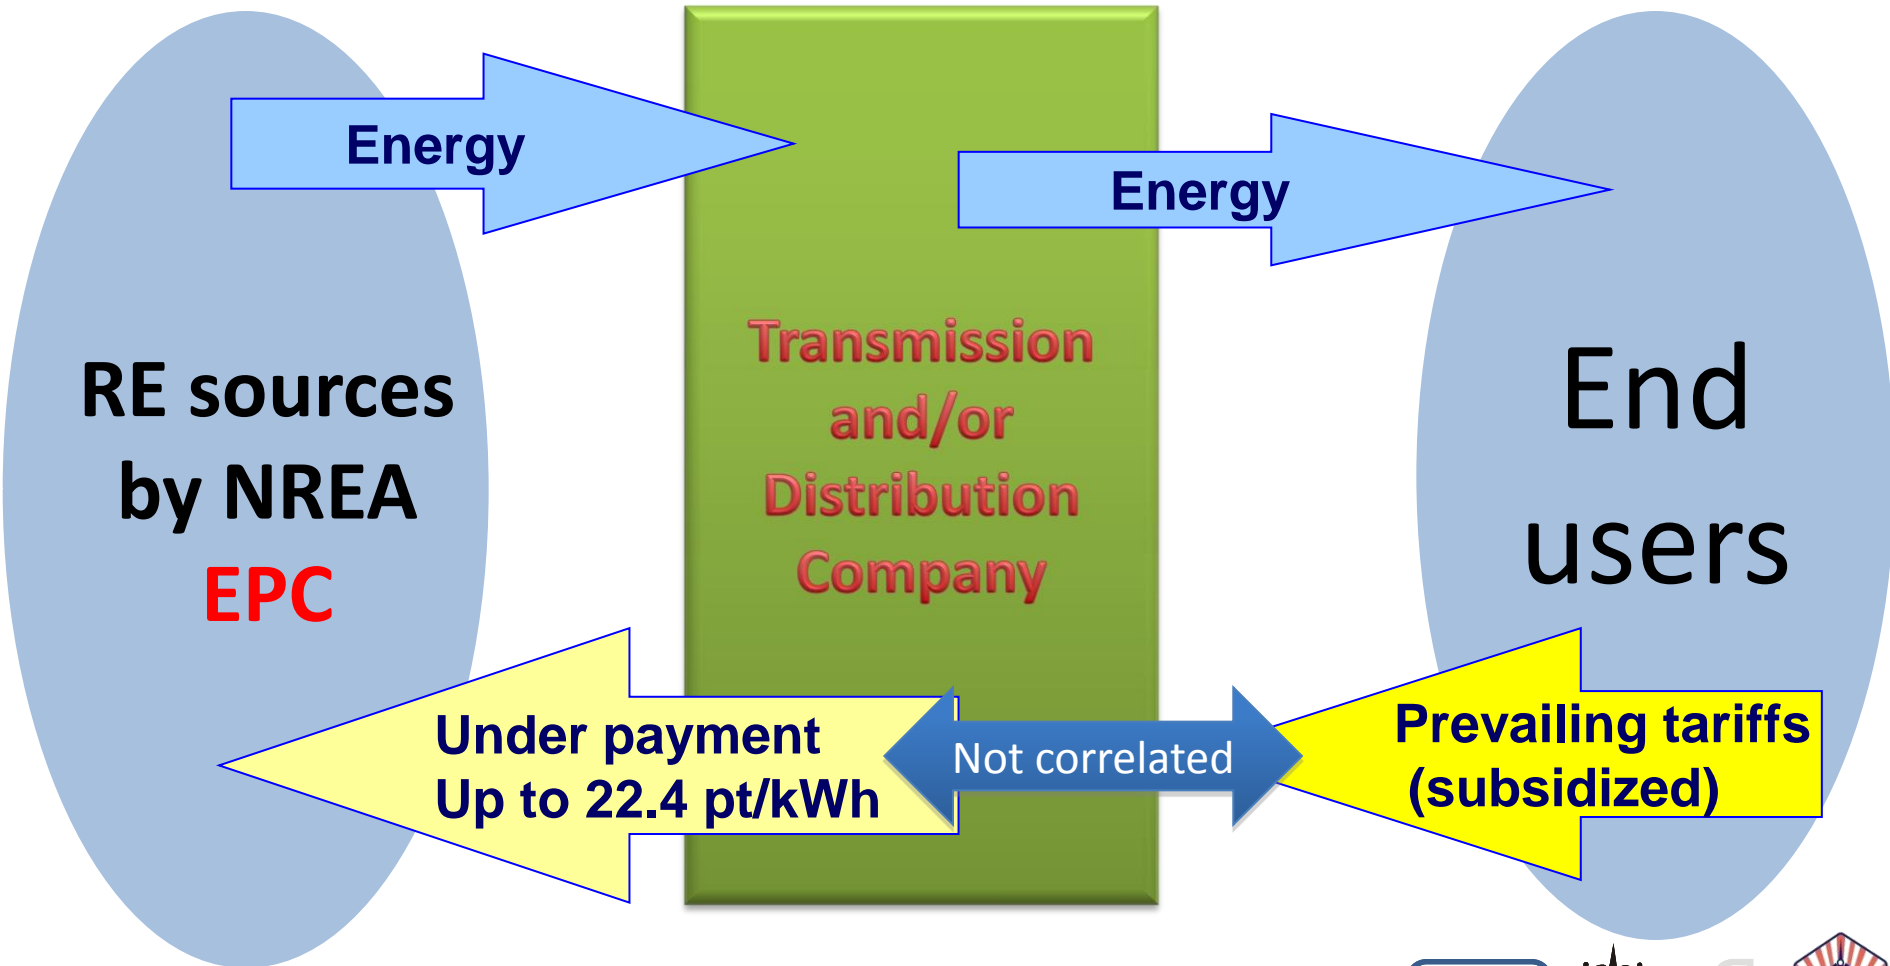 Energy
Energy
RE sources
by NREA
EPC
Transmission
and/or
Distribution
Company
End
users
Under payment
Up to 22.4 pt/kWh
Not correlated
Prevailing tariffs
(subsidized)